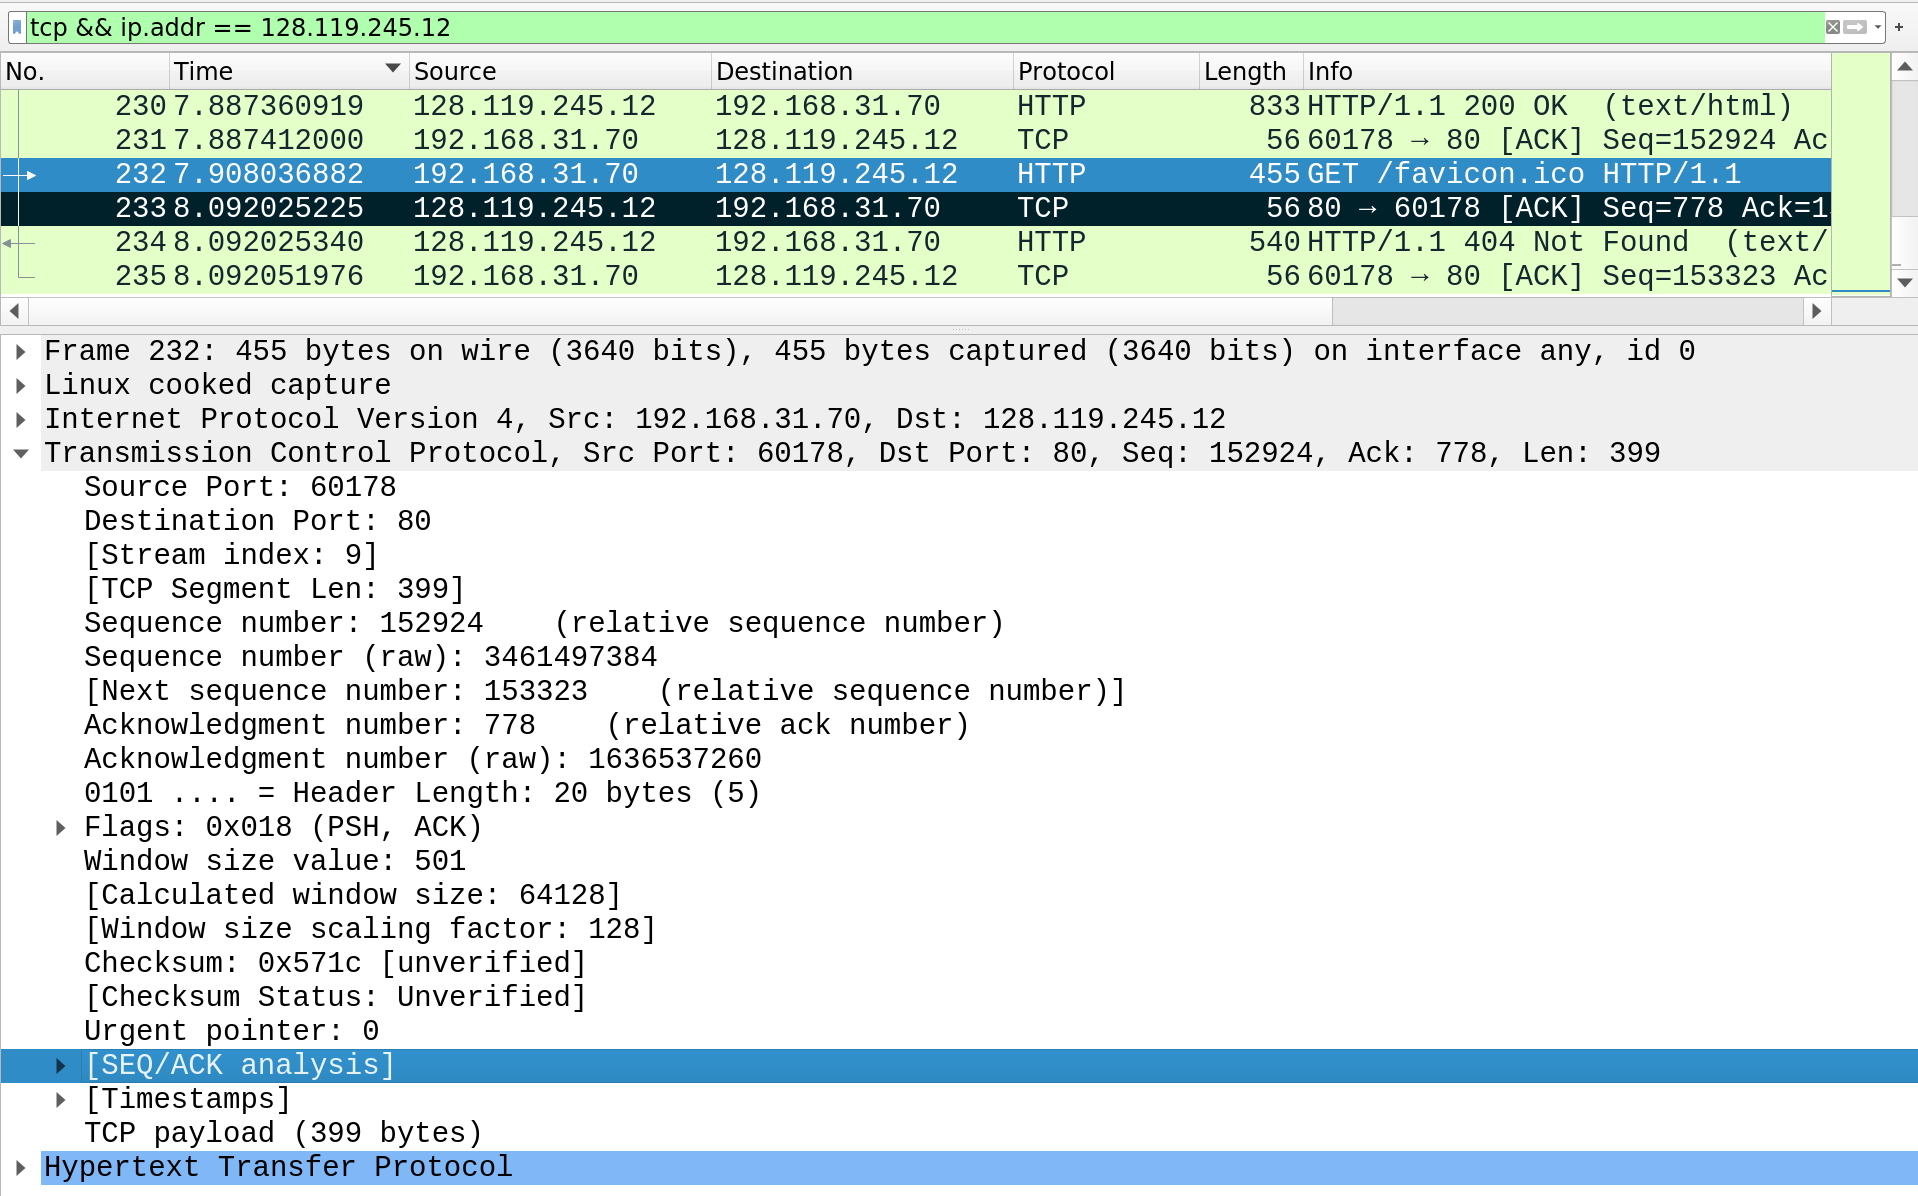 tcp && ip.addr == 128.119.245.12
No. Time Source Destination Protocol Length Info
230 7.887360919 128.119.245.12 192.168.31.70 HTTP 833 HTTP/1.1 200 OK  (text/html)
231 7.887412000 192.168.31.70 128.119.245.12 TCP 56 60178 → 80 [ACK] Seq=152924 Ac
232 7.908036882 192.168.31.70 128.119.245.12 HTTP 455 GET /favicon.ico HTTP/1.1
233 8.092025225 128.119.245.12 192.168.31.70 TCP 56 80 → 60178 [ACK] Seq=778 Ack=1
234 8.092025340 128.119.245.12 192.168.31.70 HTTP 540 HTTP/1.1 404 Not Found  (text/
235 8.092051976 192.168.31.70 128.119.245.12 TCP 56 60178 → 80 [ACK] Seq=153323 Ac
Frame 232: 455 bytes on wire (3640 bits), 455 bytes captured (3640 bits) on interface any, id 0
Linux cooked capture
Internet Protocol Version 4, Src: 192.168.31.70, Dst: 128.119.245.12
Transmission Control Protocol, Src Port: 60178, Dst Port: 80, Seq: 152924, Ack: 778, Len: 399
Source Port: 60178
Destination Port: 80
[Stream index: 9]
[TCP Segment Len: 399]
Sequence number: 152924    (relative sequence number)
Sequence number (raw): 3461497384
[Next sequence number: 153323    (relative sequence number)]
Acknowledgment number: 778    (relative ack number)
Acknowledgment number (raw): 1636537260
0101 .... = Header Length: 20 bytes (5)
Flags: 0x018 (PSH, ACK)
Window size value: 501
[Calculated window size: 64128]
[Window size scaling factor: 128]
Checksum: 0x571c [unverified]
[Checksum Status: Unverified]
Urgent pointer: 0
[SEQ/ACK analysis]
[Timestamps]
TCP payload (399 bytes)
Hypertext Transfer Protocol